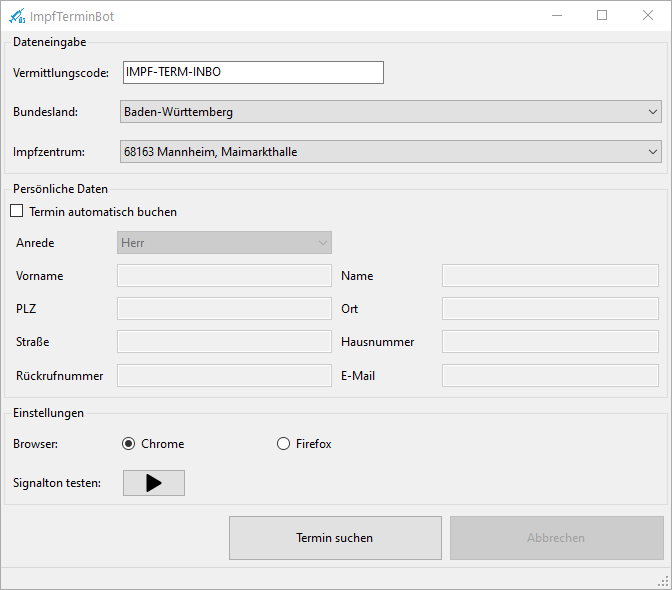 ImpfTerminBot
Dateneingabe
Vermittlungscode: IMPF-TERM-INBO
Bundesland: Baden-Württemberg
Impfzentrum: 68163 Mannheim, Maimarkthalle
Persönliche Daten
Termin automatisch buchen
Anrede Herr
Vorname Name
PLZ Ort
Straße Hausnummer
Rückrufnummer E-Mail
Einstellungen
Browser: Chrome Firefox
Signalton testen:
Termin suchen Abbrechen